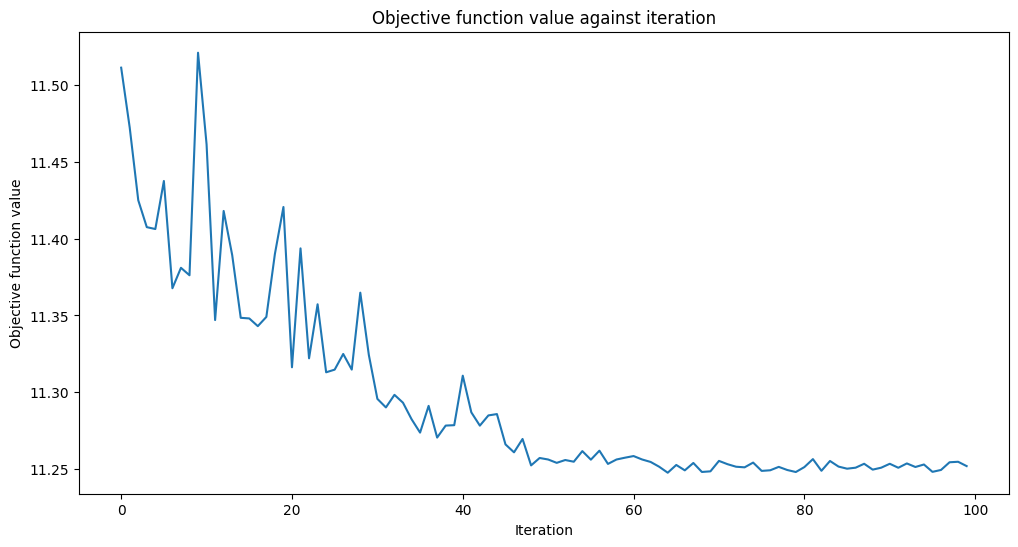 Objective function value against iteration
Objective function value
11.50
11.45
11.40
11.35
11.30
11.25
0 20 40 60 80 100
Iteration